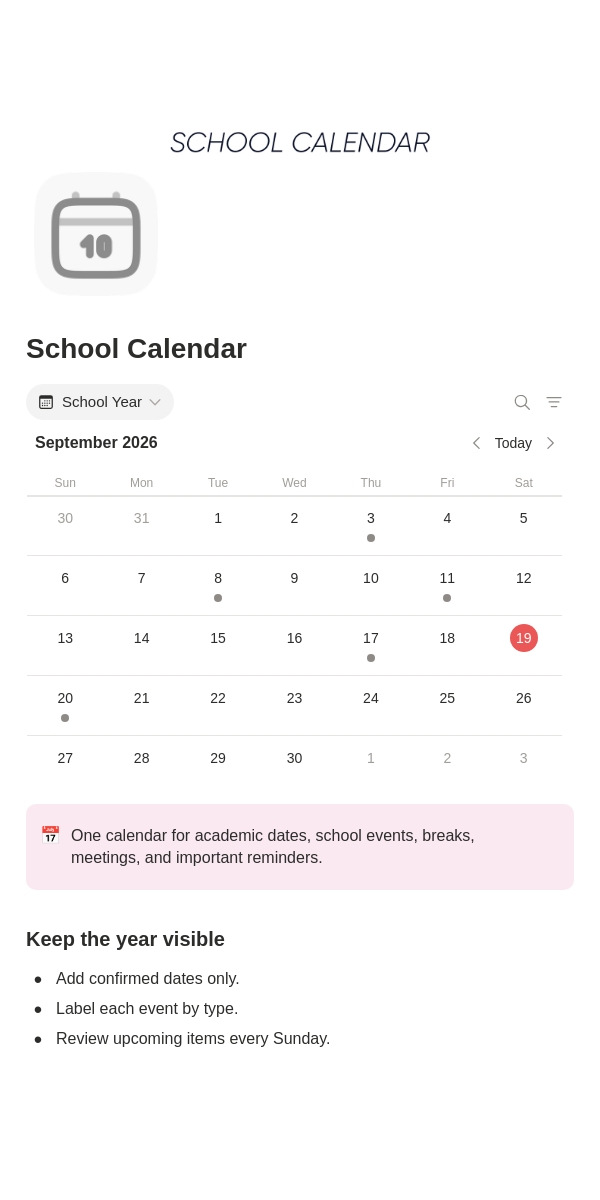 SCHOOL CALENDAR
10
School Calendar
School Year
September 2026
Today
Sun Mon Tue Wed Thu Fri Sat
30 31 1 2 3 4 5
6 7 8 9 10 11 12
13 14 15 16 17 18 19
20 21 22 23 24 25 26
27 28 29 30 1 2 3
One calendar for academic dates, school events, breaks,
meetings, and important reminders.
Keep the year visible
Add confirmed dates only.
Label each event by type.
Review upcoming items every Sunday.